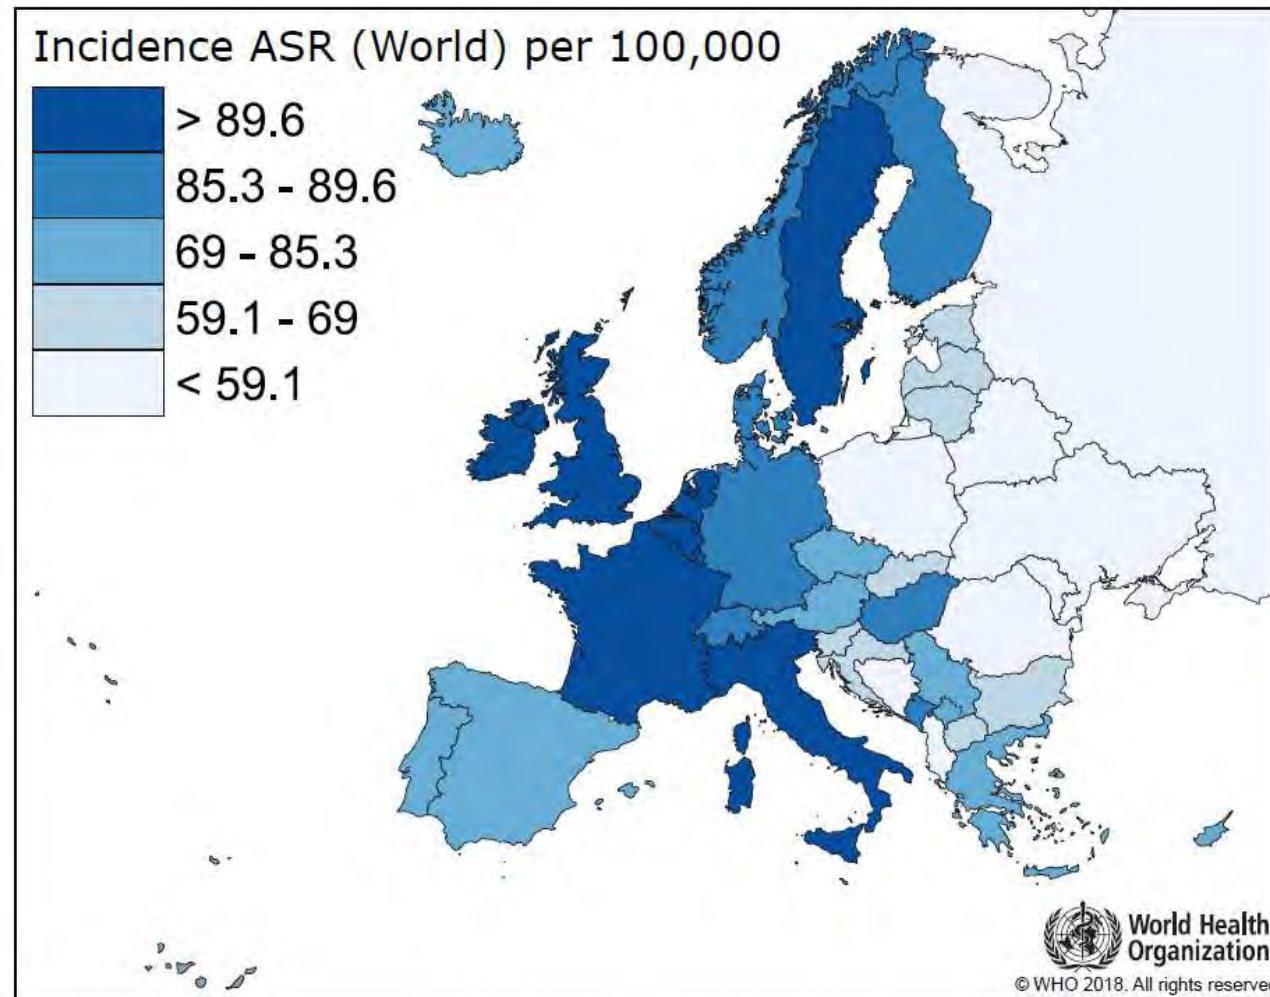 Incidence ASR (World) per 100,000
> 89.6
85.3 - 89.6
69 - 85.3
59.1 - 69
< 59.1
World Health
Organization
© WHO 2018. All rights reserved